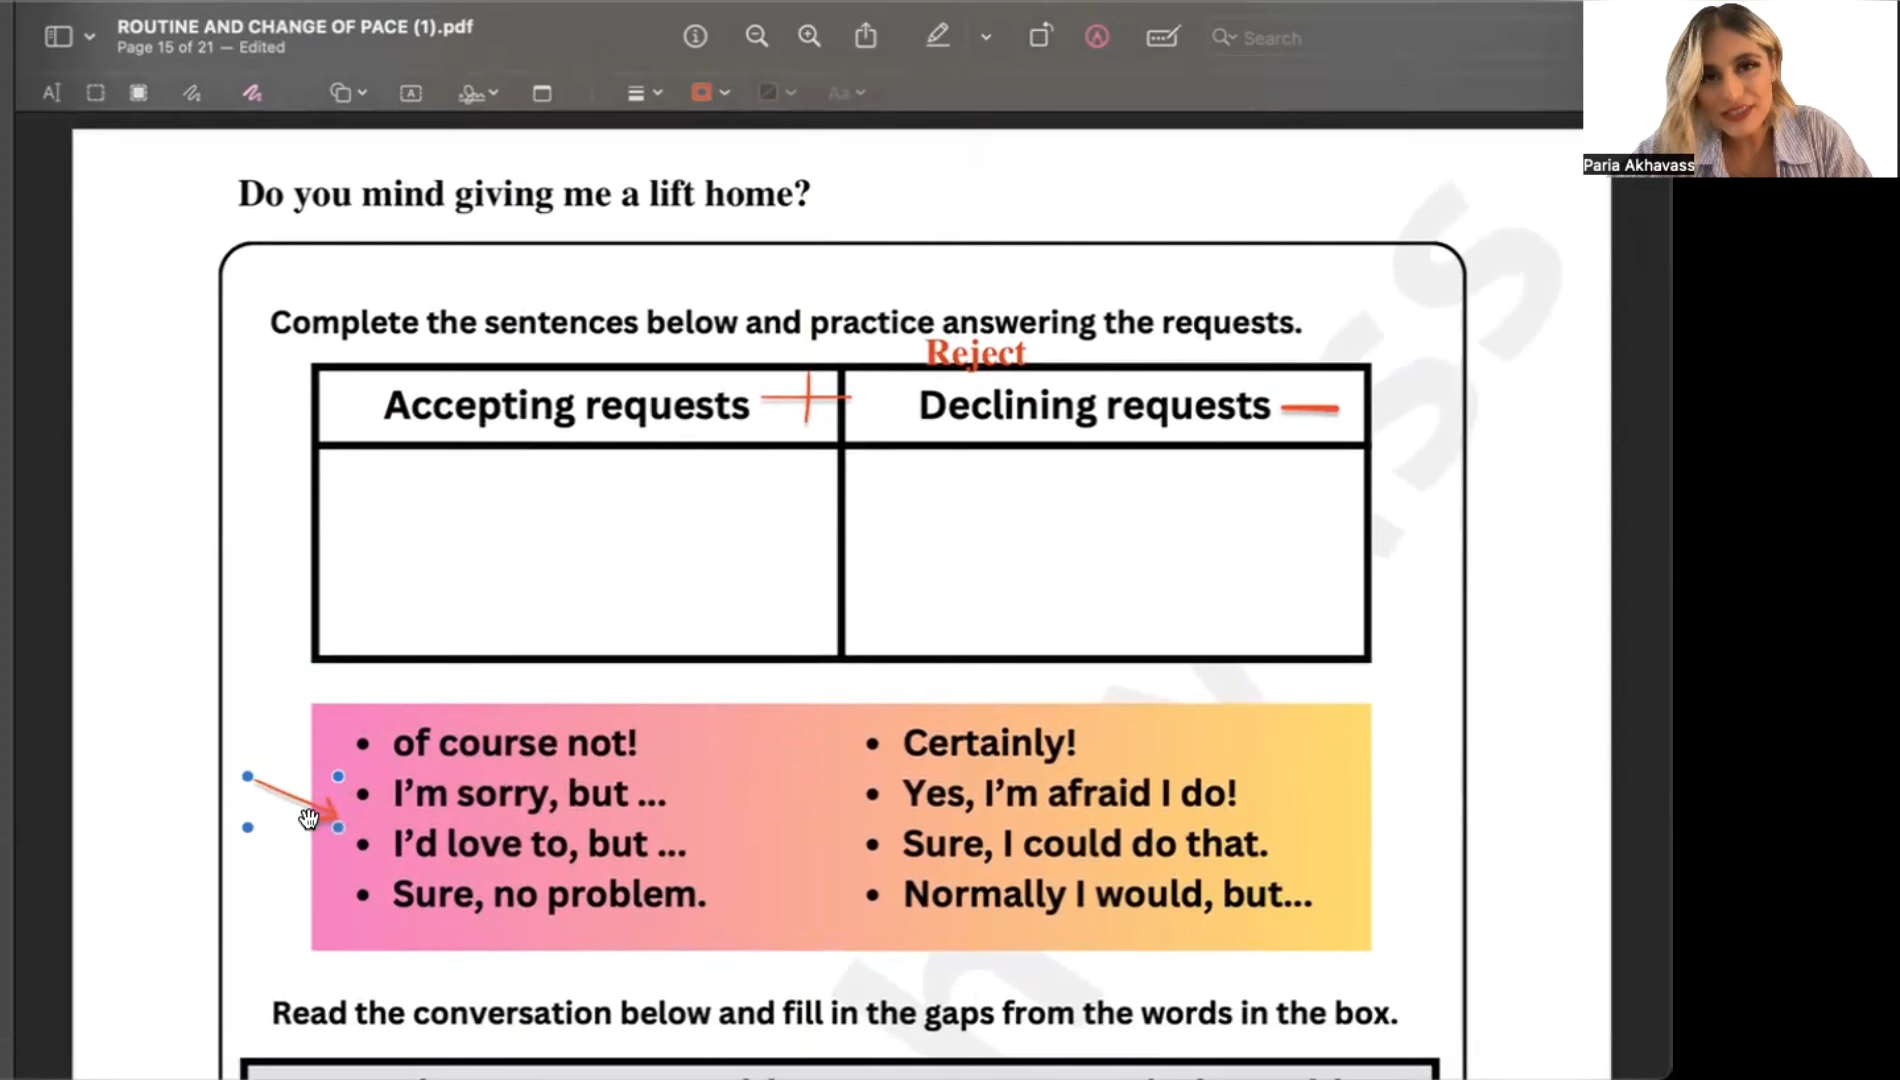 ROUTINE AND CHANGE OF PACE (1).pdf
Page 15 of 21 — Edited
Search
Aa
Paria Akhavass
Do you mind giving me a lift home?
Complete the sentences below and practice answering the requests.
Reject
Accepting requests
Declining requests
• of course not!
• I'm sorry, but ...
• I'd love to, but ...
• Sure, no problem.
• Certainly!
• Yes, I'm afraid I do!
• Sure, I could do that.
• Normally I would, but...
Read the conversation below and fill in the gaps from the words in the box.